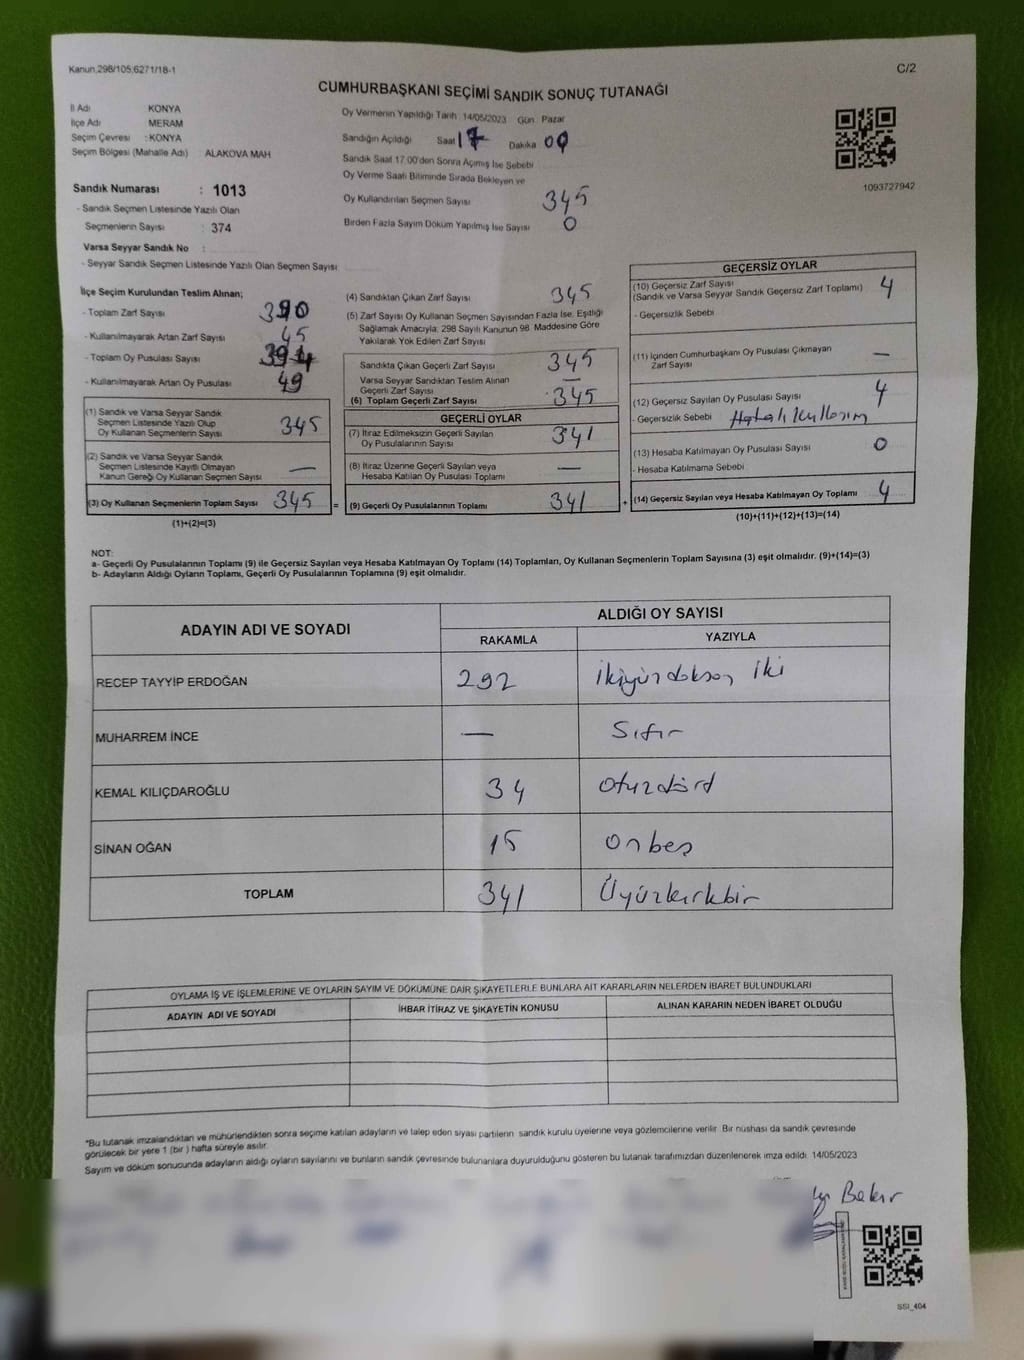 Kanun,298/105;6271/18-1
C/2
CUMHURBAŞKANI SEÇİMİ SANDIK SONUÇ TUTANAĞI
İl Adı KONYA
İlçe Adı MERAM
Seçim Çevresi : KONYA
Seçim Bölgesi (Mahalle Adı) ALAKOVA MAH
Sandık Numarası : 1013
- Sandık Seçmen Listesinde Yazılı Olan
Seçmenlerin Sayısı : 374
Varsa Seyyar Sandık No :
- Seyyar Sandık Seçmen Listesinde Yazılı Olan Seçmen Sayısı
Oy Vermenin Yapıldığı Tarih 14/05/2023 Gün Pazar
Sandığın Açıldığı Saat 17 Dakika 00
Sandık Saat 17.00'den Sonra Açımış İse Sebebi
Oy Verme Saati Bitiminde Sırada Bekleyen ve
Oy Kullandırılan Seçmen Sayısı 345
Birden Fazla Sayım Döküm Yapılmış İse Sayısı 0
1093727942
İlçe Seçim Kurulundan Teslim Alınan;
- Toplam Zarf Sayısı 390
- Kullanılmayarak Artan Zarf Sayısı 45
- Toplam Oy Pusulası Sayısı 394
- Kullanılmayarak Artan Oy Pusulası 49
(1) Sandık ve Varsa Seyyar Sandık
Seçmen Listesinde Yazılı Olup
Oy Kullanan Seçmenlerin Sayısı 345
(2) Sandık ve Varsa Seyyar Sandık
Seçmen Listesinde Kayıtlı Olmayan
Kanun Gereği Oy Kullanan Seçmen Sayısı —
(3) Oy Kullanan Seçmenlerin Toplam Sayısı 345 =
(1)+(2)=(3)
(4) Sandıktan Çıkan Zarf Sayısı 345
(5) Zarf Sayısı Oy Kullanan Seçmen Sayısından Fazla İse, Eşitliği
Sağlamak Amacıyla, 298 Sayılı Kanunun 98. Maddesine Göre
Yakılarak Yok Edilen Zarf Sayısı
Sandıkta Çıkan Geçerli Zarf Sayısı 345
Varsa Seyyar Sandıktan Teslim Alınan
Geçerli Zarf Sayısı —
(6) Toplam Geçerli Zarf Sayısı 345
GEÇERLİ OYLAR
(7) İtiraz Edilmeksizin Geçerli Sayılan
Oy Pusulalarının Sayısı 341
(8) İtiraz Üzerine Geçerli Sayılan veya
Hesaba Katılan Oy Pusulası Toplamı —
(9) Geçerli Oy Pusulalarının Toplamı 341 +
GEÇERSİZ OYLAR
(10) Geçersiz Zarf Sayısı
(Sandık ve Varsa Seyyar Sandık Geçersiz Zarf Toplamı) 4
- Geçersizlik Sebebi
(11) İçinden Cumhurbaşkanı Oy Pusulası Çıkmayan
Zarf Sayısı —
(12) Geçersiz Sayılan Oy Pusulası Sayısı 4
- Geçersizlik Sebebi Hatalı Kullanım
(13) Hesaba Katılmayan Oy Pusulası Sayısı 0
- Hesaba Katılmama Sebebi
(14) Geçersiz Sayılan veya Hesaba Katılmayan Oy Toplamı 4
(10)+(11)+(12)+(13)=(14)
NOT:
a- Geçerli Oy Pusulalarının Toplamı (9) ile Geçersiz Sayılan veya Hesaba Katılmayan Oy Toplamı (14) Toplamları, Oy Kullanan Seçmenlerin Toplam Sayısına (3) eşit olmalıdır. (9)+(14)=(3)
b- Adayların Aldığı Oyların Toplamı, Geçerli Oy Pusulalarının Toplamına (9) eşit olmalıdır.
ADAYIN ADI VE SOYADI ALDIĞI OY SAYISI
RAKAMLA YAZIYLA
RECEP TAYYİP ERDOĞAN 292 İkiyüzdoksan iki
MUHARREM İNCE — Sıfır
KEMAL KILIÇDAROĞLU 34 otuzdört
SİNAN OĞAN 15 onbeş
TOPLAM 341 Üçyüzkırkbir
OYLAMA İŞ VE İŞLEMLERİNE VE OYLARIN SAYIM VE DÖKÜMÜNE DAİR ŞİKAYETLERLE BUNLARA AİT KARARLARIN NELERDEN İBARET BULUNDUKLARI
ADAYIN ADI VE SOYADI İHBAR İTİRAZ VE ŞİKAYETİN KONUSU ALINAN KARARIN NEDEN İBARET OLDUĞU
*Bu tutanak imzalandıktan ve mühürlendikten sonra seçime katılan adayların ve talep eden siyasi partilerin sandık kurulu üyelerine veya gözlemcilerine verilir. Bir nüshası da sandık çevresinde
görülecek bir yere 1 (bir) hafta süreyle asılır.
Sayım ve döküm sonucunda adayların aldığı oyların sayılarını ve bunların sandık çevresinde bulunanlara duyurulduğunu gösteren bu tutanak tarafımızdan düzenlenerek imza edildi. 14/05/2023
Bakır
SSI_404